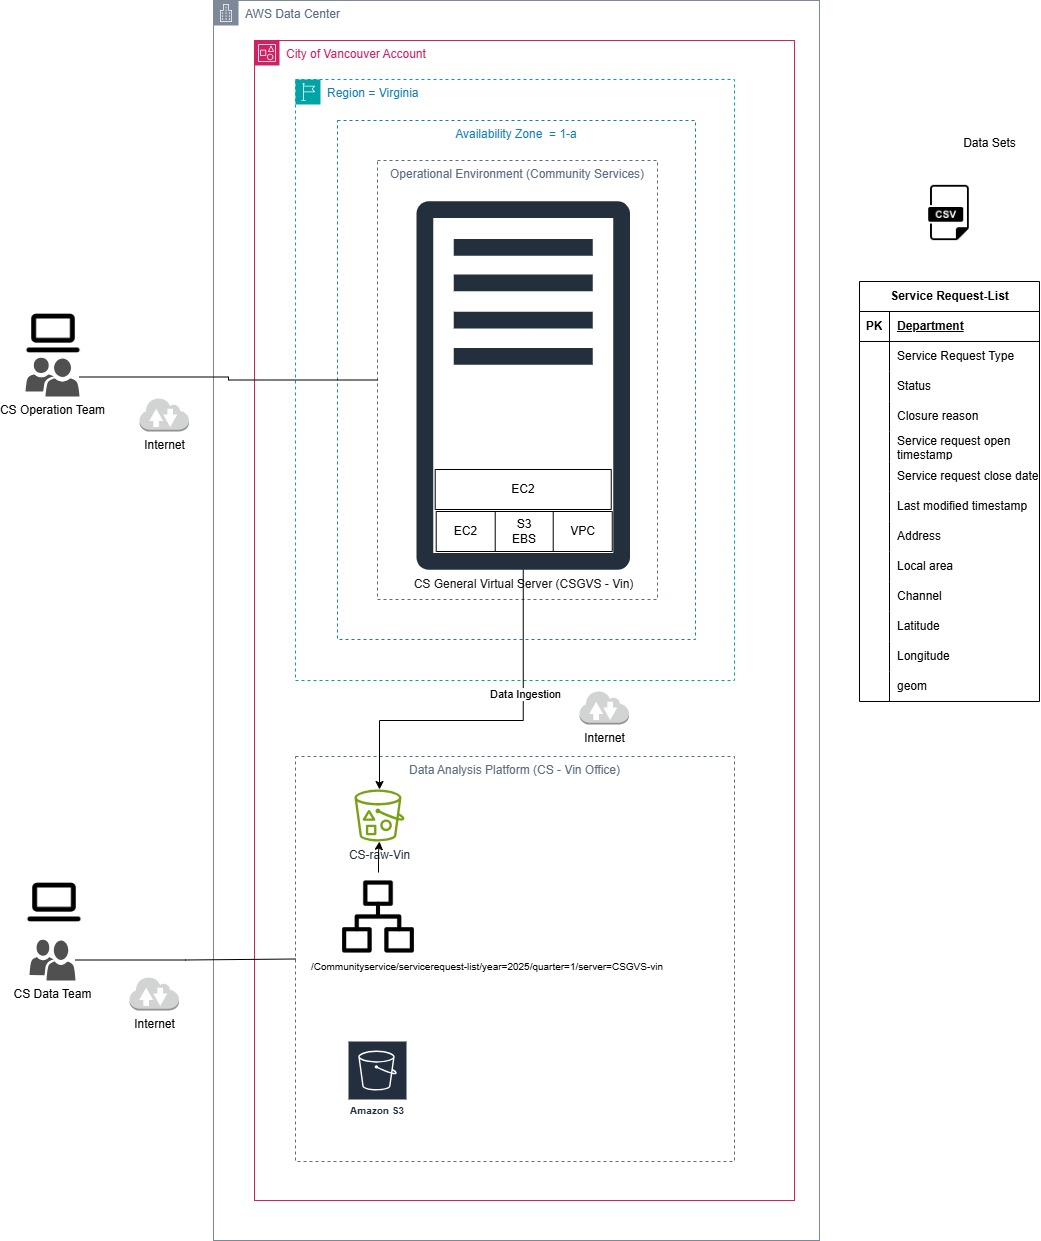 AWS Data Center
City of Vancouver Account
Region = Virginia
Availability Zone = 1-a
Operational Environment (Community Services)
EC2
EC2
S3
EBS
VPC
CS General Virtual Server (CSGVS - Vin)
CS Operation Team
Internet
Data Ingestion
Internet
Data Analysis Platform (CS - Vin Office)
CS-raw-Vin
/Communityservice/servicerequest-list/year=2025/quarter=1/server=CSGVS-vin
CS Data Team
Internet
Amazon S3
Data Sets
CSV
Service Request-List
PK Department
Service Request Type
Status
Closure reason
Service request open
timestamp
Service request close date
Last modified timestamp
Address
Local area
Channel
Latitude
Longitude
geom